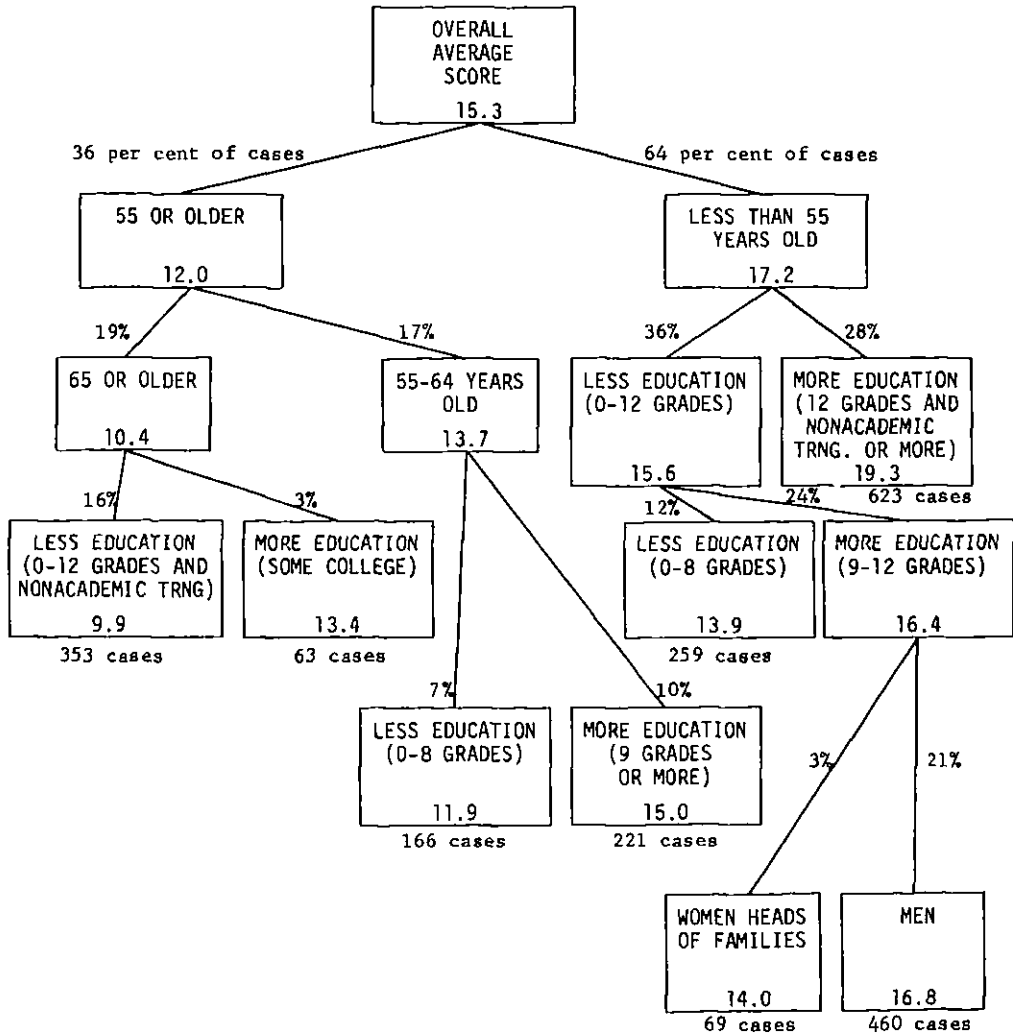 OVERALL
AVERAGE
SCORE
15.3
36 per cent of cases
64 per cent of cases
55 OR OLDER
12.0
LESS THAN 55
YEARS OLD
17.2
19%
17%
36%
28%
65 OR OLDER
10.4
55-64 YEARS
OLD
13.7
LESS EDUCATION
(0-12 GRADES)
15.6
MORE EDUCATION
(12 GRADES AND
NONACADEMIC
TRNG. OR MORE)
19.3
623 cases
16%
3%
12%
24%
LESS EDUCATION
(0-12 GRADES AND
NONACADEMIC TRNG)
9.9
353 cases
MORE EDUCATION
(SOME COLLEGE)
13.4
63 cases
LESS EDUCATION
(0-8 GRADES)
13.9
259 cases
MORE EDUCATION
(9-12 GRADES)
16.4
7%
10%
LESS EDUCATION
(0-8 GRADES)
11.9
166 cases
MORE EDUCATION
(9 GRADES
OR MORE)
15.0
221 cases
3%
21%
WOMEN HEADS
OF FAMILIES
14.0
69 cases
MEN
16.8
460 cases